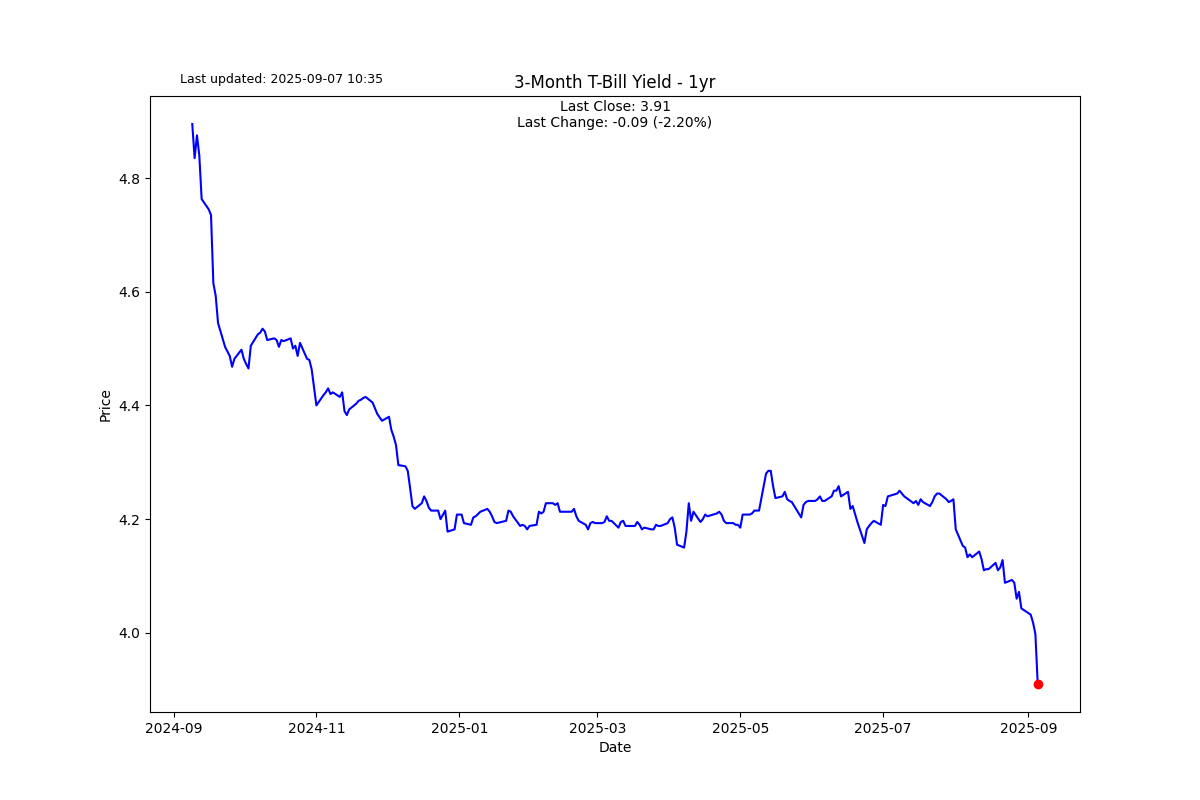 Last updated: 2025-09-07 10:35
3-Month T-Bill Yield - 1yr
Last Close: 3.91
Last Change: -0.09 (-2.20%)
4.8
4.6
4.4
4.2
4.0
Price
2024-09
2024-11
2025-01
2025-03
2025-05
2025-07
2025-09
Date